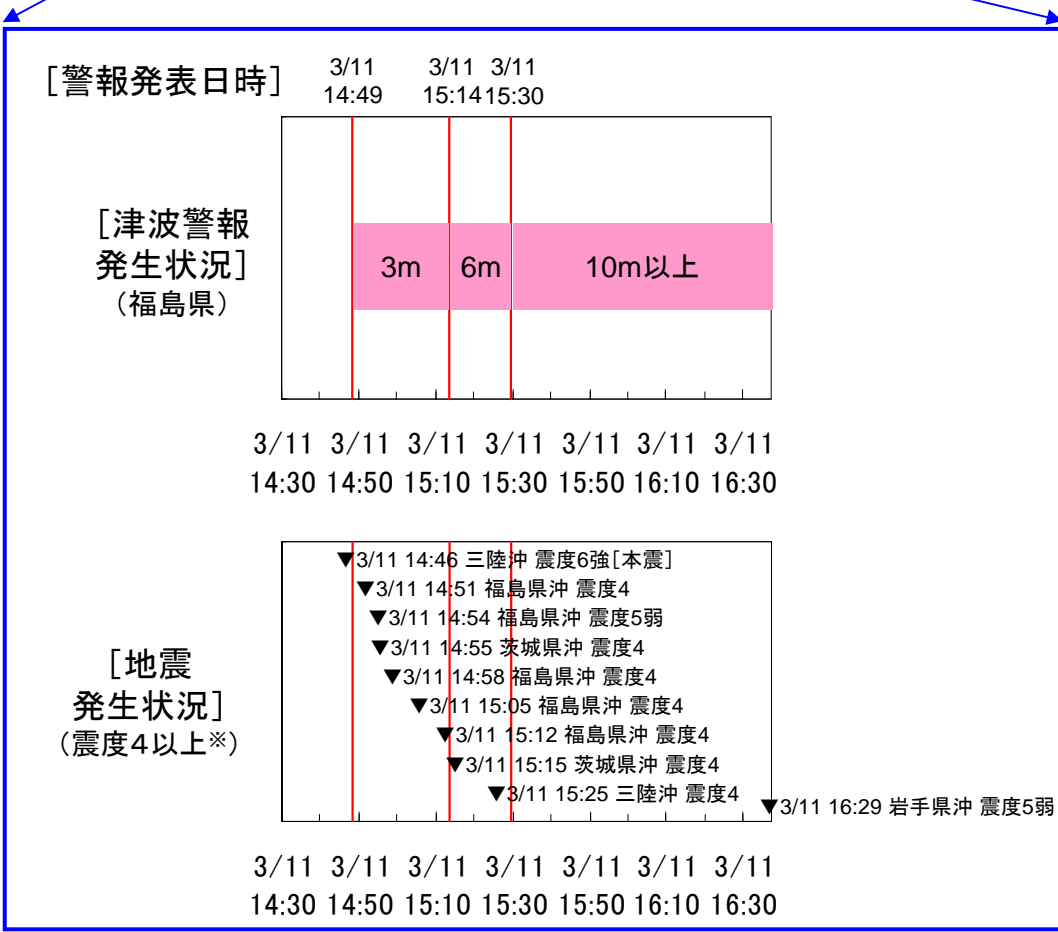 ［警報発表日時］
3/11 3/11 3/11
14:49 15:14 15:30
［津波警報
発生状況］
（福島県）
3m 6m 10m以上
3/11 3/11 3/11 3/11 3/11 3/11 3/11
14:30 14:50 15:10 15:30 15:50 16:10 16:30
［地震
発生状況］
（震度４以上※）
▼3/11 14:46 三陸沖 震度6強［本震］
▼3/11 14:51 福島県沖 震度4
▼3/11 14:54 福島県沖 震度5弱
▼3/11 14:55 茨城県沖 震度4
▼3/11 14:58 福島県沖 震度4
▼3/11 15:05 福島県沖 震度4
▼3/11 15:12 福島県沖 震度4
▼3/11 15:15 茨城県沖 震度4
▼3/11 15:25 三陸沖 震度4
▼3/11 16:29 岩手県沖 震度5弱
3/11 3/11 3/11 3/11 3/11 3/11 3/11
14:30 14:50 15:10 15:30 15:50 16:10 16:30